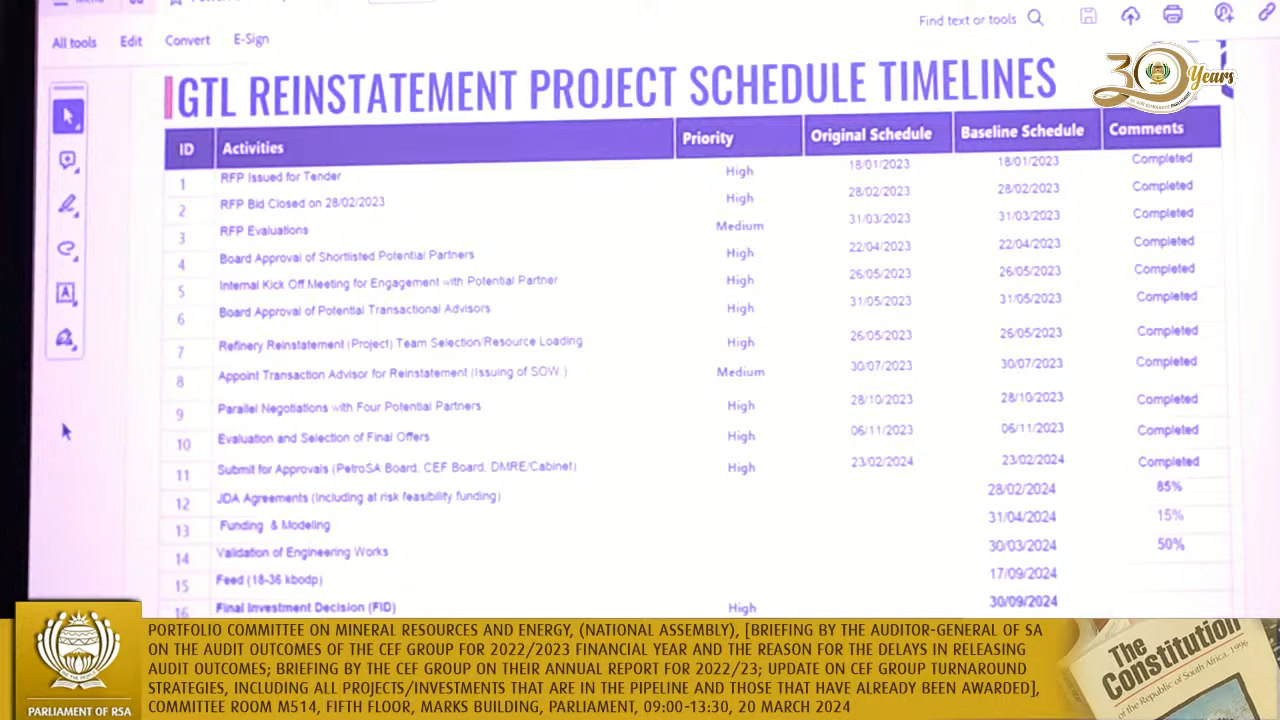 Find text or tools
All tools Edit Convert E-Sign
30 Years
GTL REINSTATEMENT PROJECT SCHEDULE TIMELINES
ID Activities Priority Original Schedule Baseline Schedule Comments
1 RFP Issued for Tender High 18/01/2023 18/01/2023 Completed
2 RFP Bid Closed on 28/02/2023 High 28/02/2023 28/02/2023 Completed
3 RFP Evaluations Medium 31/03/2023 31/03/2023 Completed
4 Board Approval of Shortlisted Potential Partners High 22/04/2023 22/04/2023 Completed
5 Internal Kick Off Meeting for Engagement with Potential Partner High 26/05/2023 26/05/2023 Completed
6 Board Approval of Potential Transactional Advisors High 31/05/2023 31/05/2023 Completed
7 Refinery Reinstatement (Project) Team Selection/Resource Loading High 26/05/2023 26/05/2023 Completed
8 Appoint Transaction Advisor for Reinstatement (Issuing of SOW.) Medium 30/07/2023 30/07/2023 Completed
9 Parallel Negotiations with Four Potential Partners High 28/10/2023 28/10/2023 Completed
10 Evaluation and Selection of Final Offers High 06/11/2023 06/11/2023 Completed
11 Submit for Approvals (PetroSA Board, CEF Board, DMRE/Cabinet) High 23/02/2024 23/02/2024 Completed
12 JDA Agreements (Including at risk feasibility funding) 28/02/2024 85%
13 Funding & Modeling 31/04/2024 15%
14 Validation of Engineering Works 30/03/2024 50%
15 Feed (18-36 kbodp) 17/09/2024
16 Final Investment Decision (FID) High 30/09/2024
PORTFOLIO COMMITTEE ON MINERAL RESOURCES AND ENERGY, (NATIONAL ASSEMBLY), [BRIEFING BY THE AUDITOR-GENERAL OF SA
ON THE AUDIT OUTCOMES OF THE CEF GROUP FOR 2022/2023 FINANCIAL YEAR AND THE REASON FOR THE DELAYS IN RELEASING
AUDIT OUTCOMES; BRIEFING BY THE CEF GROUP ON THEIR ANNUAL REPORT FOR 2022/23; UPDATE ON CEF GROUP TURNAROUND
STRATEGIES, INCLUDING ALL PROJECTS/INVESTMENTS THAT ARE IN THE PIPELINE AND THOSE THAT HAVE ALREADY BEEN AWARDED],
COMMITTEE ROOM M514, FIFTH FLOOR, MARKS BUILDING, PARLIAMENT, 09:00-13:30, 20 MARCH 2024
PARLIAMENT OF RSA
The
Constitution
of the Republic of South Africa, 1996